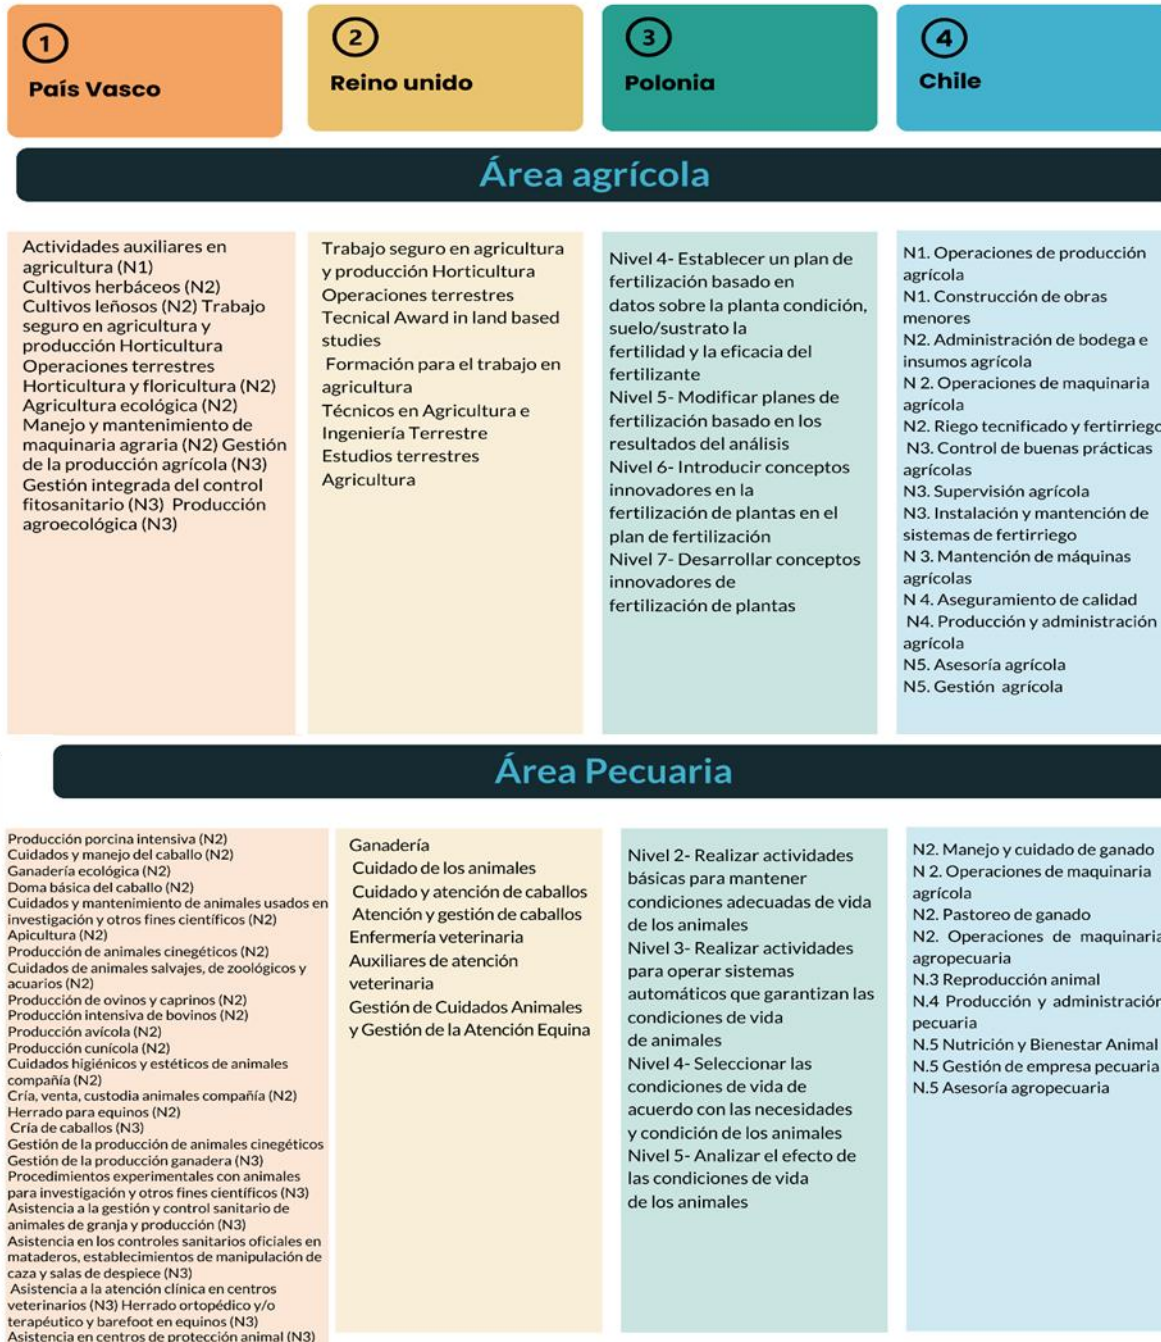 1
País Vasco
2
Reino unido
3
Polonia
4
Chile
Área agrícola
Actividades auxiliares en
agricultura (N1)
Cultivos herbáceos (N2)
Cultivos leñosos (N2) Trabajo
seguro en agricultura y
producción Horticultura
Operaciones terrestres
Horticultura y floricultura (N2)
Agricultura ecológica (N2)
Manejo y mantenimiento de
maquinaria agraria (N2) Gestión
de la producción agrícola (N3)
Gestión integrada del control
fitosanitario (N3) Producción
agroecológica (N3)
Trabajo seguro en agricultura
y producción Horticultura
Operaciones terrestres
Tecnical Award in land based
studies
Formación para el trabajo en
agricultura
Técnicos en Agricultura e
Ingeniería Terrestre
Estudios terrestres
Agricultura
Nivel 4- Establecer un plan de
fertilización basado en
datos sobre la planta condición,
suelo/sustrato la
fertilidad y la eficacia del
fertilizante
Nivel 5- Modificar planes de
fertilización basado en los
resultados del análisis
Nivel 6- Introducir conceptos
innovadores en la
fertilización de plantas en el
plan de fertilización
Nivel 7- Desarrollar conceptos
innovadores de
fertilización de plantas
N1. Operaciones de producción
agrícola
N1. Construcción de obras
menores
N2. Administración de bodega e
insumos agrícola
N 2. Operaciones de maquinaria
agrícola
N2. Riego tecnificado y fertirriego
N3. Control de buenas prácticas
agrícolas
N3. Supervisión agrícola
N3. Instalación y mantención de
sistemas de fertirriego
N 3. Mantención de máquinas
agrícolas
N 4. Aseguramiento de calidad
N4. Producción y administración
agrícola
N5. Asesoría agrícola
N5. Gestión agrícola
Área Pecuaria
Producción porcina intensiva (N2)
Cuidados y manejo del caballo (N2)
Ganadería ecológica (N2)
Doma básica del caballo (N2)
Cuidados y mantenimiento de animales usados en
investigación y otros fines científicos (N2)
Apicultura (N2)
Producción de animales cinegéticos (N2)
Cuidados de animales salvajes, de zoológicos y
acuarios (N2)
Producción de ovinos y caprinos (N2)
Producción intensiva de bovinos (N2)
Producción avícola (N2)
Producción cunícola (N2)
Cuidados higiénicos y estéticos de animales
compañía (N2)
Cría, venta, custodia animales compañía (N2)
Herrado para equinos (N2)
Cría de caballos (N3)
Gestión de la producción de animales cinegéticos
Gestión de la producción ganadera (N3)
Procedimientos experimentales con animales
para investigación y otros fines científicos (N3)
Asistencia a la gestión y control sanitario de
animales de granja y producción (N3)
Asistencia en los controles sanitarios oficiales en
mataderos, establecimientos de manipulación de
caza y salas de despiece (N3)
Asistencia a la atención clínica en centros
veterinarios (N3) Herrado ortopédico y/o
terapéutico y barefoot en equinos (N3)
Asistencia en centros de protección animal (N3)
Ganadería
Cuidado de los animales
Cuidado y atención de caballos
Atención y gestión de caballos
Enfermería veterinaria
Auxiliares de atención
veterinaria
Gestión de Cuidados Animales
y Gestión de la Atención Equina
Nivel 2- Realizar actividades
básicas para mantener
condiciones adecuadas de vida
de los animales
Nivel 3- Realizar actividades
para operar sistemas
automáticos que garantizan las
condiciones de vida
de animales
Nivel 4- Seleccionar las
condiciones de vida de
acuerdo con las necesidades
y condición de los animales
Nivel 5- Analizar el efecto de
las condiciones de vida
de los animales
N2. Manejo y cuidado de ganado
N 2. Operaciones de maquinaria
agrícola
N2. Pastoreo de ganado
N2. Operaciones de maquinaria
agropecuaria
N.3 Reproducción animal
N.4 Producción y administración
pecuaria
N.5 Nutrición y Bienestar Animal
N.5 Gestión de empresa pecuaria
N.5 Asesoría agropecuaria